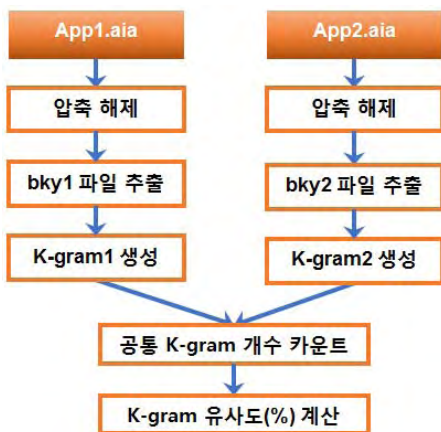 App1.aia
App2.aia
압축 해제
압축 해제
bky1 파일 추출
bky2 파일 추출
K-gram1 생성
K-gram2 생성
공통 K-gram 개수 카운트
K-gram 유사도(%) 계산